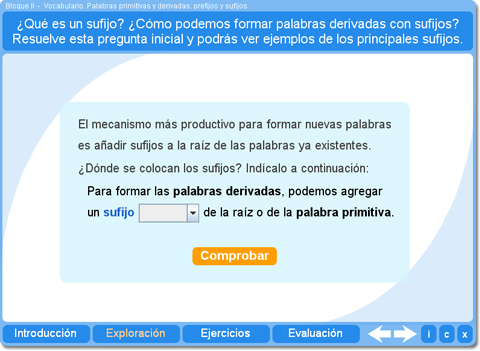 Bloque II - Vocabulario. Palabras primitivas y derivadas: prefijos y sufijos.
¿Qué es un sufijo? ¿Cómo podemos formar palabras derivadas con sufijos?
Resuelve esta pregunta inicial y podrás ver ejemplos de los principales sufijos.
El mecanismo más productivo para formar nuevas palabras
es añadir sufijos a la raíz de las palabras ya existentes.
¿Dónde se colocan los sufijos? Indícalo a continuación:
Para formar las palabras derivadas, podemos agregar
un sufijo de la raíz o de la palabra primitiva.
Comprobar
Introducción Exploración Ejercicios Evaluación i c x